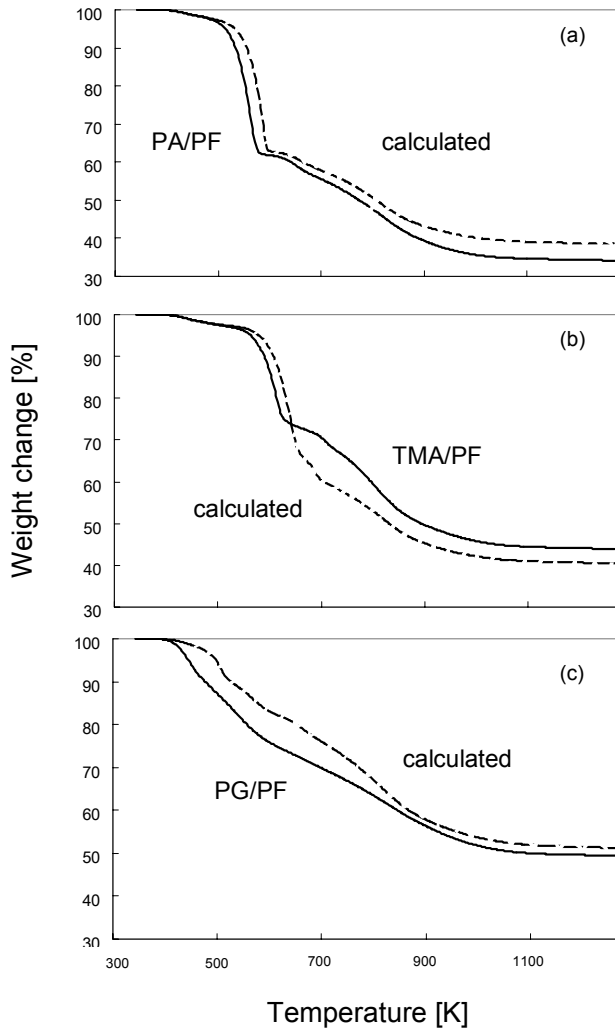 100
(a)
90
80
70
PA/PF
calculated
60
50
40
30
100
(b)
90
80
70
TMA/PF
60
calculated
50
40
30
100
(c)
90
80
calculated
70
PG/PF
60
50
40
30
300 500 700 900 1100
Weight change [%]
Temperature [K]